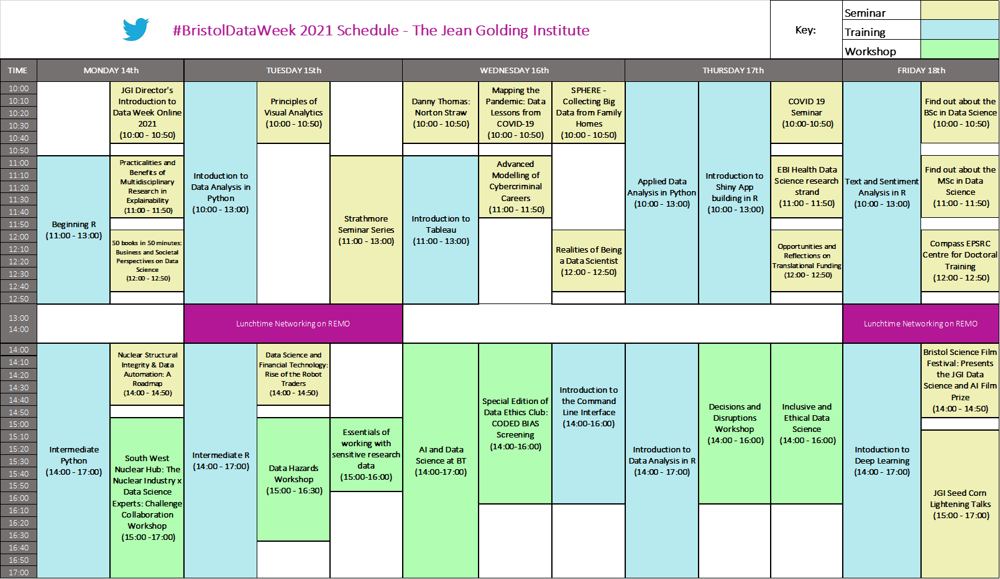 #BristolDataWeek 2021 Schedule - The Jean Golding Institute
Key:
Seminar
Training
Workshop
TIME
MONDAY 14th
TUESDAY 15th
WEDNESDAY 16th
THURSDAY 17th
FRIDAY 18th
10:00
10:10
10:20
10:30
10:40
10:50
11:00
11:10
11:20
11:30
11:40
11:50
12:00
12:10
12:20
12:30
12:40
12:50
13:00
14:00
14:00
14:10
14:20
14:30
14:40
14:50
15:00
15:10
15:20
15:30
15:40
15:50
16:00
16:10
16:20
16:30
16:40
16:50
17:00
Beginning R
(11:00 - 13:00)
JGI Director's
Introduction to
Data Week Online
2021
(10:00 - 10:50)
Practicalities and
Benefits of
Multidisciplinary
Research in
Explainability
(11:00 - 11:50)
50 books in 50 minutes:
Business and Societal
Perspectives on Data
Science
(12:00 - 12:50)
Intoduction to
Data Analysis in
Python
(10:00 - 13:00)
Principles of
Visual Analytics
(10:00 - 10:50)
Strathmore
Seminar Series
(11:00 - 13:00)
Danny Thomas:
Norton Straw
(10:00 - 10:50)
Introduction to
Tableau
(11:00 - 13:00)
Mapping the
Pandemic: Data
Lessons from
COVID-19
(10:00 - 10:50)
Advanced
Modelling of
Cybercriminal
Careers
(11:00 - 11:50)
SPHERE -
Collecting Big
Data from Family
Homes
(10:00 - 10:50)
Realities of Being
a Data Scientist
(12:00 - 12:50)
Applied Data
Analysis in Python
(10:00 - 13:00)
Introduction to
Shiny App
building in R
(10:00 - 13:00)
COVID 19
Seminar
(10:00-10:50)
EBI Health Data
Science research
strand
(11:00 - 11:50)
Opportunities and
Reflections on
Translational Funding
(12:00 - 12:50)
Text and Sentiment
Analysis in R
(10:00 - 13:00)
Find out about the
BSc in Data Science
(10:00 - 10:50)
Find out about the
MSc in Data
Science
(11:00 - 11:50)
Compass EPSRC
Centre for Doctoral
Training
(12:00 - 12:50)
Lunchtime Networking on REMO
Lunchtime Networking on REMO
Intermediate
Python
(14:00 - 17:00)
Nuclear Structural
Integrity & Data
Automation: A
Roadmap
(14:00 - 14:50)
South West
Nuclear Hub: The
Nuclear Industry x
Data Science
Experts: Challenge
Collaboration
Workshop
(15:00 -17:00)
Intermediate R
(14:00 - 17:00)
Data Science and
Financial Technology:
Rise of the Robot
Traders
(14:00 - 14:50)
Data Hazards
Workshop
(15:00 - 16:30)
Essentials of
working with
sensitive research
data
(15:00-16:00)
AI and Data
Science at BT
(14:00-17:00)
Special Edition of
Data Ethics Club:
CODED BIAS
Screening
(14:00-16:00)
Introduction to
the Command
Line Interface
(14:00-16:00)
Introduction to
Data Analysis in R
(14:00 - 17:00)
Decisions and
Disruptions
Workshop
(14:00 - 16:00)
Inclusive and
Ethical Data
Science
(14:00 - 16:00)
Intoduction to
Deep Learning
(14:00 - 17:00)
Bristol Science Film
Festival: Presents
the JGI Data
Science and AI Film
Prize
(14:00 - 14:50)
JGI Seed Corn
Lightening Talks
(15:00 - 17:00)